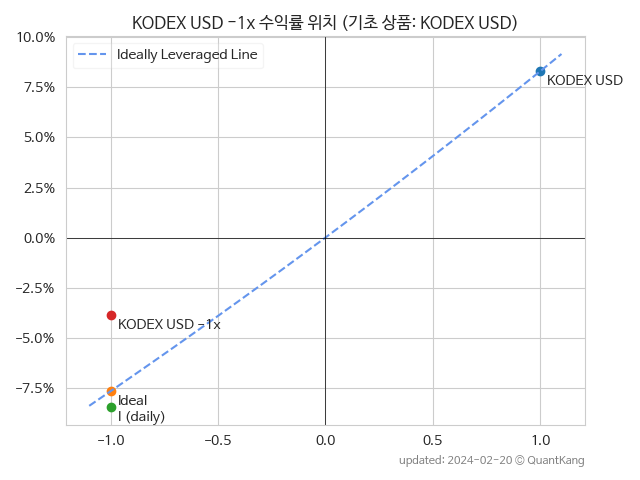 KODEX USD −1x 수익률 위치 (기초 상품: KODEX USD)
10.0%
Ideally Leveraged Line
7.5%
KODEX USD
5.0%
2.5%
0.0%
−2.5%
KODEX USD −1x
−5.0%
−7.5%
Ideal
I (daily)
−1.0
−0.5
0.0
0.5
1.0
updated: 2024-02-20 © QuantKang